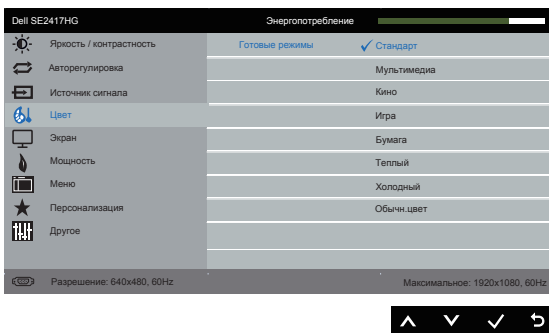 Dell SE2417HG Энергопотребление
Яркость / контрастность Готовые режимы Стандарт
Авторегулировка Мультимедиа
Источник сигнала Кино
Цвет Игра
Экран Бумага
Мощность Теплый
Меню Холодный
Персонализация Обычн.цвет
Другое
Разрешение: 640x480, 60Hz Максимальное: 1920x1080, 60Hz